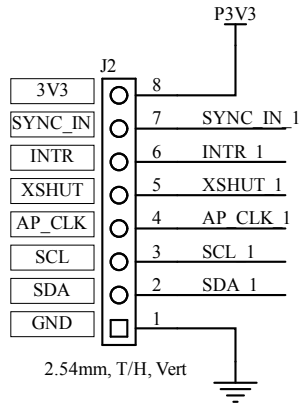 P3V3
J2
3V3 8
SYNC_IN 7 SYNC_IN_1
INTR 6 INTR_1
XSHUT 5 XSHUT_1
AP_CLK 4 AP_CLK_1
SCL 3 SCL_1
SDA 2 SDA_1
GND 1
2.54mm, T/H, Vert